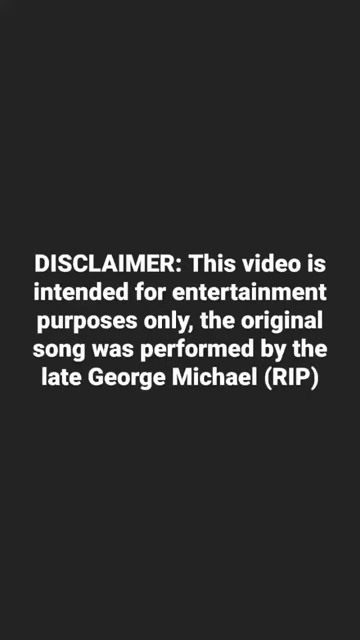 DISCLAIMER: This video is
intended for entertainment
purposes only, the original
song was performed by the
late George Michael (RIP)